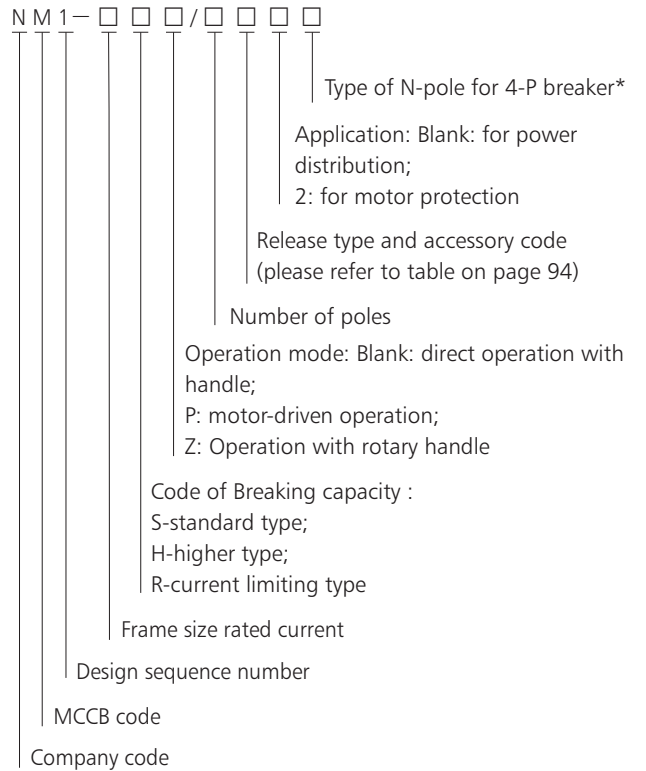 N M 1 — □ □ □ / □ □ □ □
Type of N-pole for 4-P breaker*
Application: Blank: for power
distribution;
2: for motor protection
Release type and accessory code
(please refer to table on page 94)
Number of poles
Operation mode: Blank: direct operation with
handle;
P: motor-driven operation;
Z: Operation with rotary handle
Code of Breaking capacity :
S-standard type;
H-higher type;
R-current limiting type
Frame size rated current
Design sequence number
MCCB code
Company code